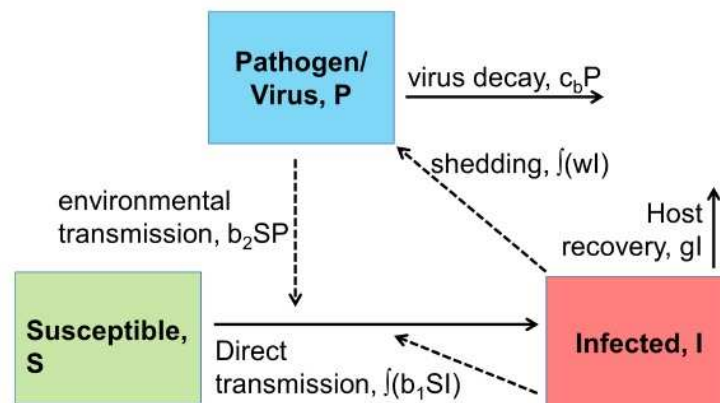 Pathogen/
Virus, P
virus decay, c_bP
shedding, ∫(wI)
environmental
transmission, b₂SP
Host
recovery, gI
Susceptible,
S
Infected, I
Direct
transmission, ∫(b₁SI)